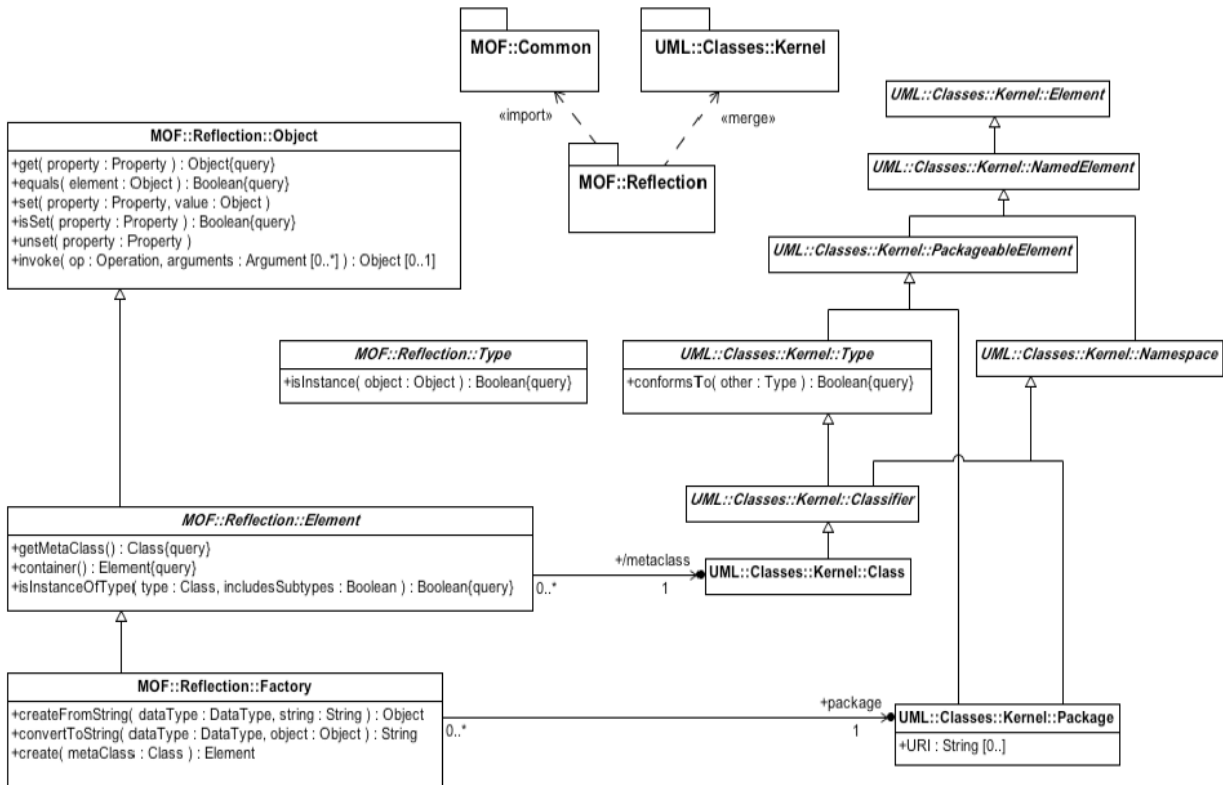 MOF::Common
UML::Classes::Kernel
«import»
«merge»
MOF::Reflection
UML::Classes::Kernel::Element
UML::Classes::Kernel::NamedElement
UML::Classes::Kernel::PackageableElement
MOF::Reflection::Object
+get( property : Property ) : Object{query}
+equals( element : Object ) : Boolean{query}
+set( property : Property, value : Object )
+isSet( property : Property ) : Boolean{query}
+unset( property : Property )
+invoke( op : Operation, arguments : Argument [0..*] ) : Object [0..1]
MOF::Reflection::Type
+isInstance( object : Object ) : Boolean{query}
UML::Classes::Kernel::Type
+conformsTo( other : Type ) : Boolean{query}
UML::Classes::Kernel::Namespace
UML::Classes::Kernel::Classifier
MOF::Reflection::Element
+getMetaClass() : Class{query}
+container() : Element{query}
+isInstanceOfType( type : Class, includesSubtypes : Boolean ) : Boolean{query}
+/metaclass
0..*
1
UML::Classes::Kernel::Class
MOF::Reflection::Factory
+createFromString( dataType : DataType, string : String ) : Object
+convertToString( dataType : DataType, object : Object ) : String
+create( metaClass : Class ) : Element
+package
0..*
1
UML::Classes::Kernel::Package
+URI : String [0..]